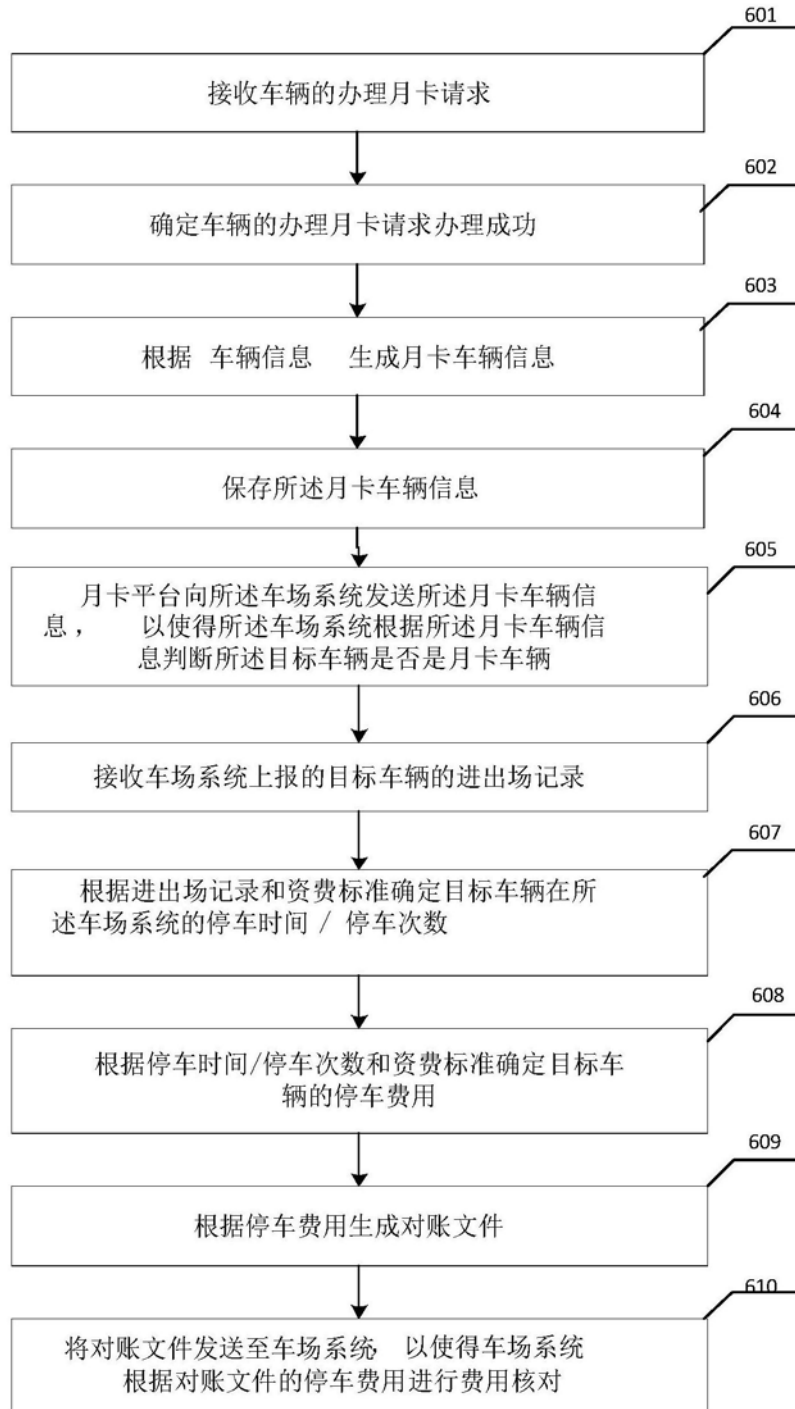 601
接收车辆的办理月卡请求
602
确定车辆的办理月卡请求办理成功
603
根据 车辆信息 生成月卡车辆信息
604
保存所述月卡车辆信息
605
月卡平台向所述车场系统发送所述月卡车辆信
息， 以使得所述车场系统根据所述月卡车辆信
息判断所述目标车辆是否是月卡车辆
606
接收车场系统上报的目标车辆的进出场记录
607
根据进出场记录和资费标准确定目标车辆在所
述车场系统的停车时间 / 停车次数
608
根据停车时间/停车次数和资费标准确定目标车
辆的停车费用
609
根据停车费用生成对账文件
610
将对账文件发送至车场系统， 以使得车场系统
根据对账文件的停车费用进行费用核对